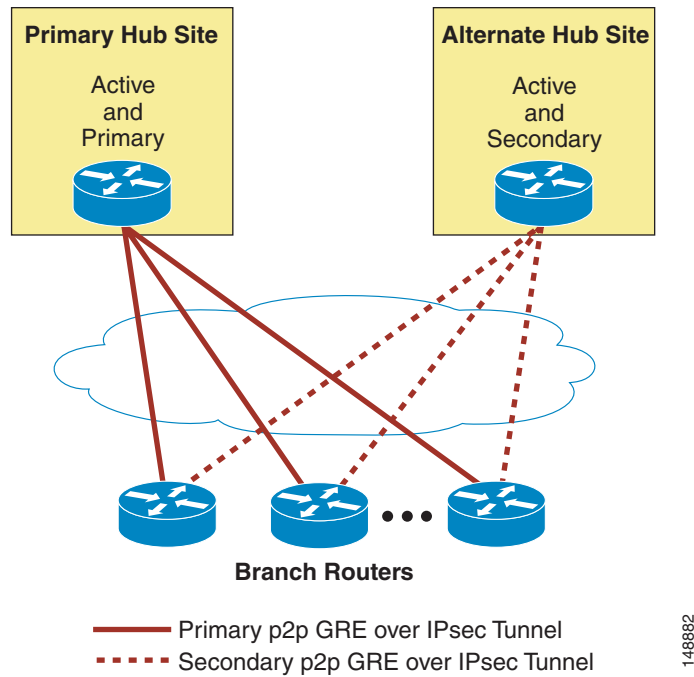 Primary Hub Site
Active
and
Primary
Alternate Hub Site
Active
and
Secondary
Branch Routers
Primary p2p GRE over IPsec Tunnel
Secondary p2p GRE over IPsec Tunnel
148882